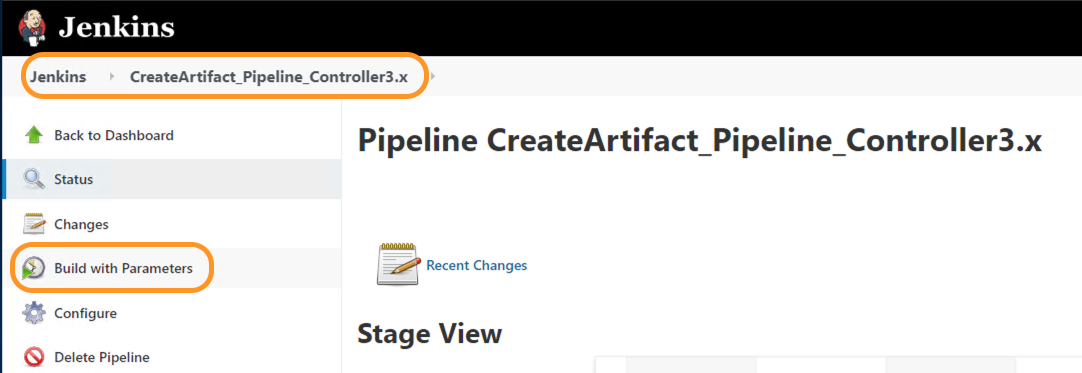 Jenkins
Jenkins CreateArtifact_Pipeline_Controller3.x
Back to Dashboard
Status
Changes
Build with Parameters
Configure
Delete Pipeline
Pipeline CreateArtifact_Pipeline_Controller3.x
Recent Changes
Stage View